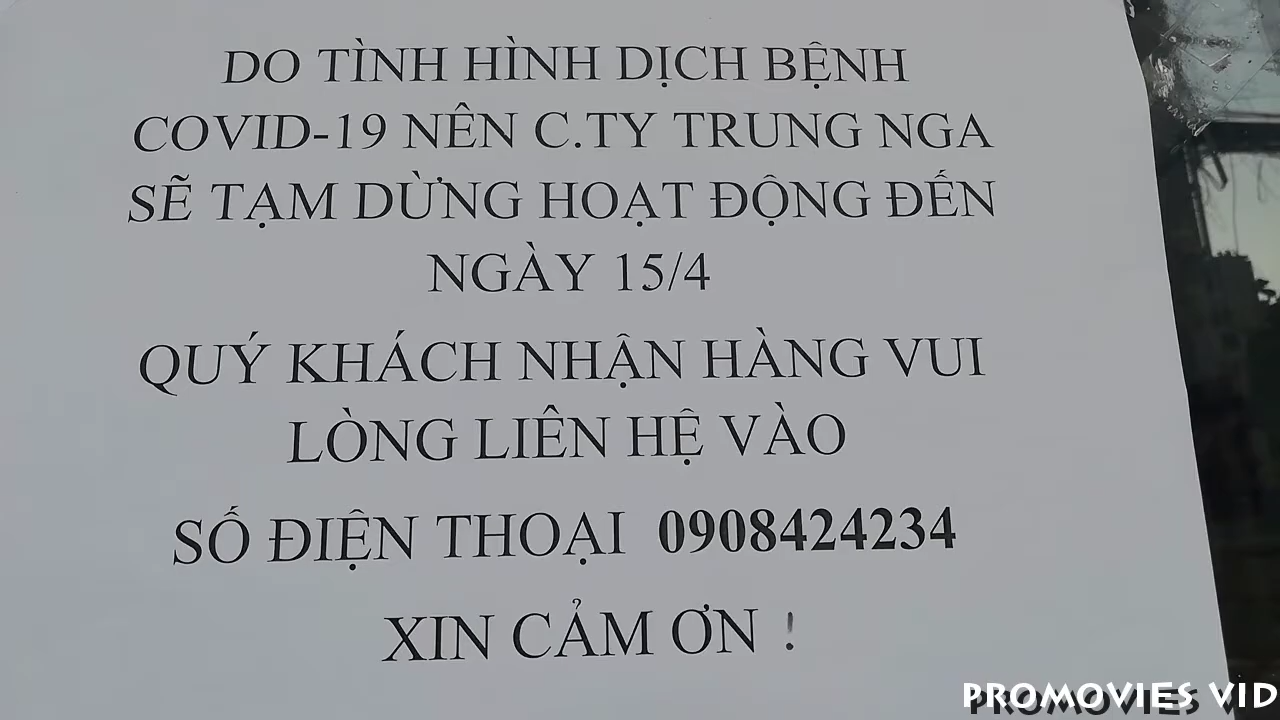 DO TÌNH HÌNH DỊCH BỆNH
COVID-19 NÊN C.TY TRUNG NGA
SẼ TẠM DỪNG HOẠT ĐỘNG ĐẾN
NGÀY 15/4
QUÝ KHÁCH NHẬN HÀNG VUI
LÒNG LIÊN HỆ VÀO
SỐ ĐIỆN THOẠI 0908424234
XIN CẢM ƠN !
PROMOVIES VID